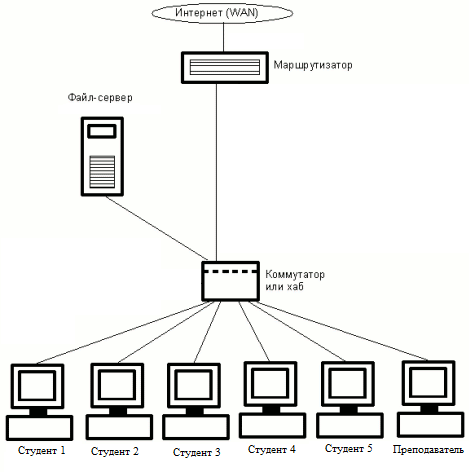 Интернет (WAN)
Маршрутизатор
Файл-сервер
Коммутатор
или хаб
Студент 1
Студент 2
Студент 3
Студент 4
Студент 5
Преподаватель